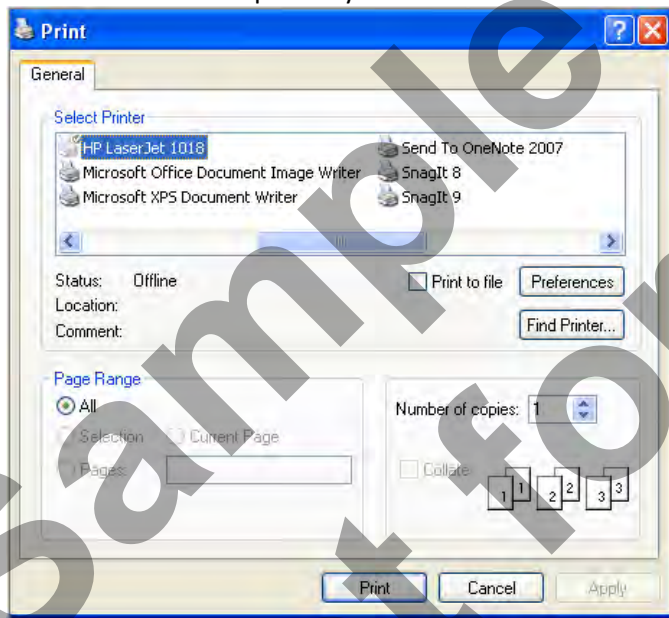 Print
General
Select Printer
HP LaserJet 1018
Send To OneNote 2007
Microsoft Office Document Image Writer
SnagIt 8
Microsoft XPS Document Writer
SnagIt 9
Status: Offline
Print to file
Preferences
Location:
Comment:
Find Printer...
Page Range
All
Number of copies: 1
Selection
Current Page
Pages:
Collate
1 1 2 2 3 3
Print
Cancel
Apply
Sample